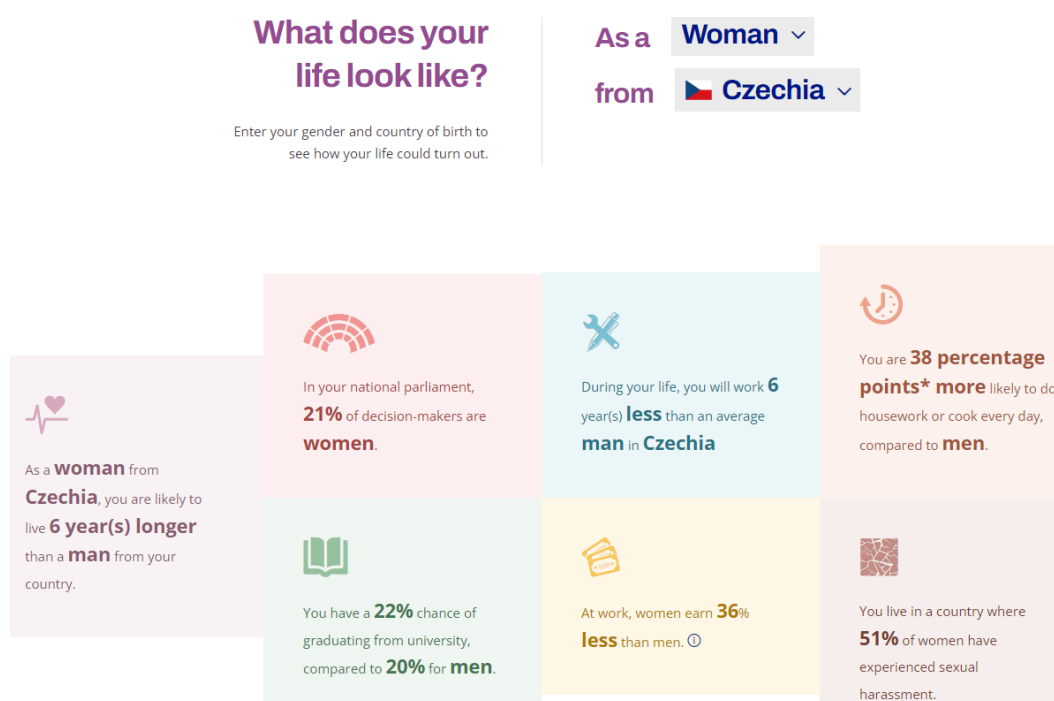 What does your
life look like?
Enter your gender and country of birth to
see how your life could turn out.
As a Woman
from Czechia
As a woman from
Czechia, you are likely to
live 6 year(s) longer
than a man from your
country.
In your national parliament,
21% of decision-makers are
women.
During your life, you will work 6
year(s) less than an average
man in Czechia
You are 38 percentage
points* more likely to do
housework or cook every day,
compared to men.
You have a 22% chance of
graduating from university,
compared to 20% for men.
At work, women earn 36%
less than men.
You live in a country where
51% of women have
experienced sexual
harassment.